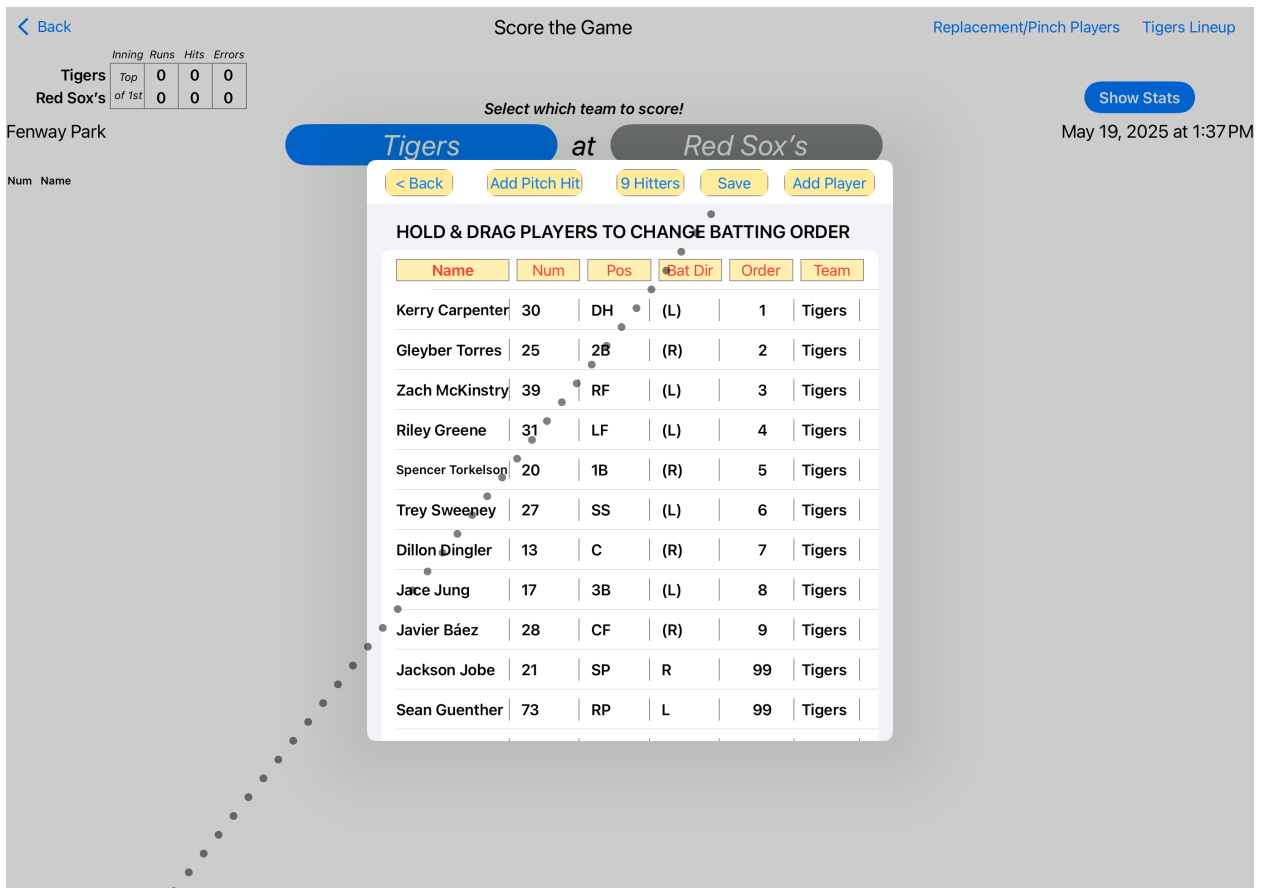 Back Score the Game Replacement/Pinch Players Tigers Lineup
Inning Runs Hits Errors
Tigers Top 0 0 0
Red Sox's of 1st 0 0 0
Show Stats
Select which team to score!
Fenway Park May 19, 2025 at 1:37 PM
Tigers at Red Sox's
Num Name
< Back Add Pitch Hit 9 Hitters Save Add Player
HOLD & DRAG PLAYERS TO CHANGE BATTING ORDER
Name Num Pos Bat Dir Order Team
Kerry Carpenter 30 DH (L) 1 Tigers
Gleyber Torres 25 2B (R) 2 Tigers
Zach McKinstry 39 RF (L) 3 Tigers
Riley Greene 31 LF (L) 4 Tigers
Spencer Torkelson 20 1B (R) 5 Tigers
Trey Sweeney 27 SS (L) 6 Tigers
Dillon Dingler 13 C (R) 7 Tigers
Jace Jung 17 3B (L) 8 Tigers
Javier Báez 28 CF (R) 9 Tigers
Jackson Jobe 21 SP R 99 Tigers
Sean Guenther 73 RP L 99 Tigers